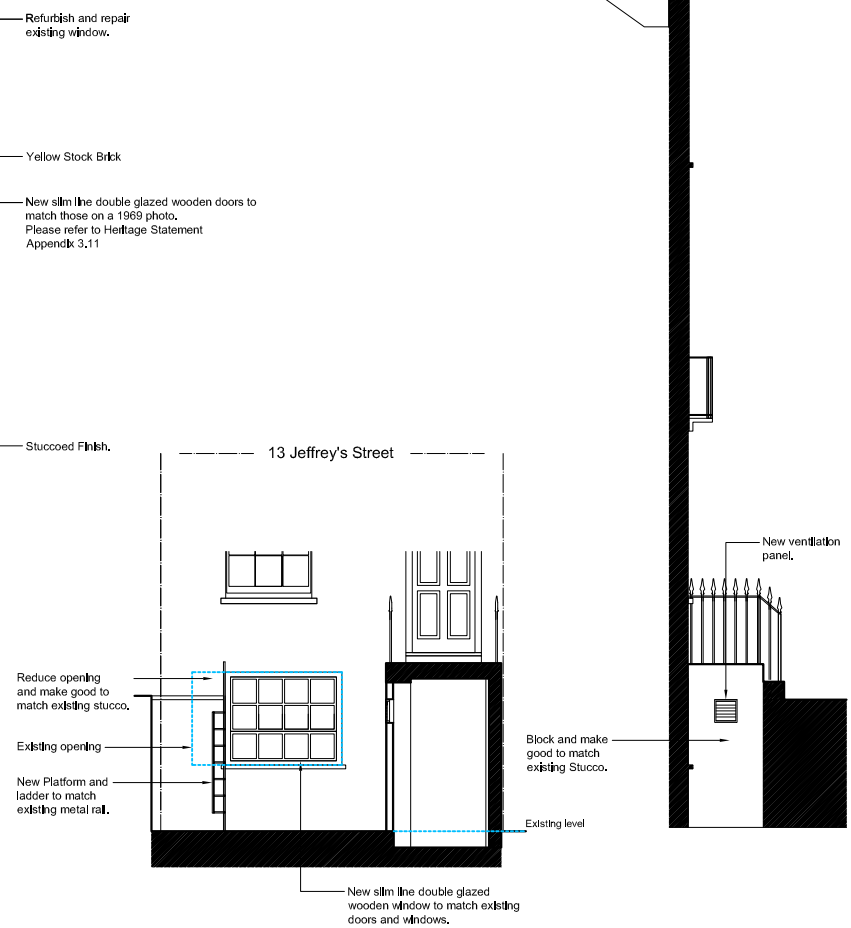 Refurbish and repair
existing window.
Yellow Stock Brick
New slim line double glazed wooden doors to
match those on a 1969 photo.
Please refer to Heritage Statement
Appendix 3.11
Stuccoed Finish.
13 Jeffrey's Street
New ventilation
panel.
Reduce opening
and make good to
match existing stucco.
Existing opening
New Platform and
ladder to match
existing metal rail.
Block and make
good to match
existing Stucco.
Existing level
New slim line double glazed
wooden window to match existing
doors and windows.